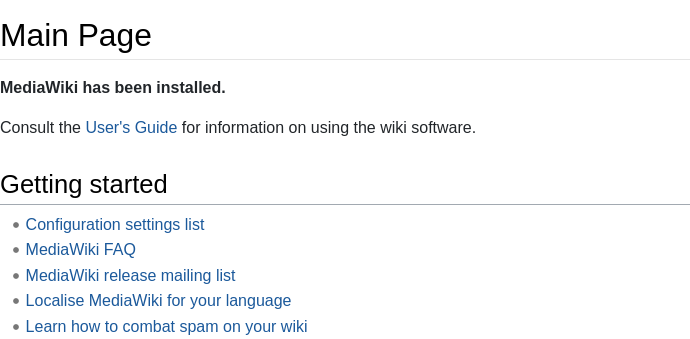 Main Page
MediaWiki has been installed.
Consult the User's Guide for information on using the wiki software.
Getting started
Configuration settings list
MediaWiki FAQ
MediaWiki release mailing list
Localise MediaWiki for your language
Learn how to combat spam on your wiki